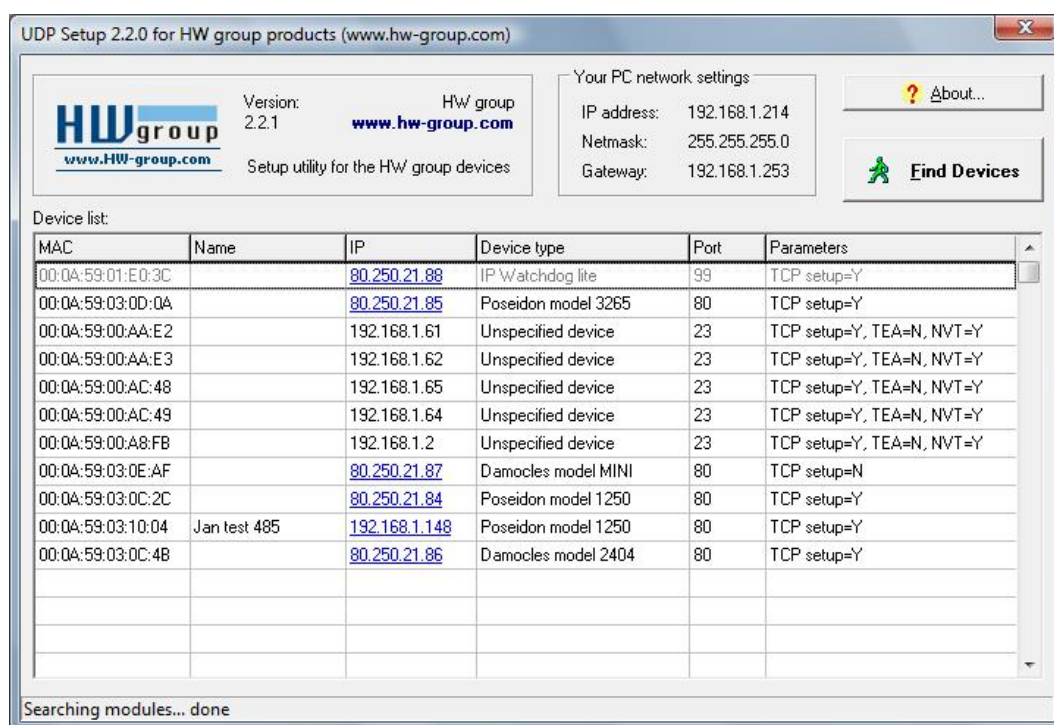 UDP Setup 2.2.0 for HW group products (www.hw-group.com)
HW group
www.HW-group.com
Version: HW group
2.2.1 www.hw-group.com
Setup utility for the HW group devices
Your PC network settings
IP address: 192.168.1.214
Netmask: 255.255.255.0
Gateway: 192.168.1.253
? About...
Find Devices
Device list:
MAC Name IP Device type Port Parameters
00:0A:59:01:E0:3C 80.250.21.88 IP Watchdog lite 99 TCP setup=Y
00:0A:59:03:0D:0A 80.250.21.85 Poseidon model 3265 80 TCP setup=Y
00:0A:59:00:AA:E2 192.168.1.61 Unspecified device 23 TCP setup=Y, TEA=N, NVT=Y
00:0A:59:00:AA:E3 192.168.1.62 Unspecified device 23 TCP setup=Y, TEA=N, NVT=Y
00:0A:59:00:AC:48 192.168.1.65 Unspecified device 23 TCP setup=Y, TEA=N, NVT=Y
00:0A:59:00:AC:49 192.168.1.64 Unspecified device 23 TCP setup=Y, TEA=N, NVT=Y
00:0A:59:00:A8:FB 192.168.1.2 Unspecified device 23 TCP setup=Y, TEA=N, NVT=Y
00:0A:59:03:0E:AF 80.250.21.87 Damocles model MINI 80 TCP setup=N
00:0A:59:03:0C:2C 80.250.21.84 Poseidon model 1250 80 TCP setup=Y
00:0A:59:03:10:04 Jan test 485 192.168.1.148 Poseidon model 1250 80 TCP setup=Y
00:0A:59:03:0C:4B 80.250.21.86 Damocles model 2404 80 TCP setup=Y
Searching modules... done